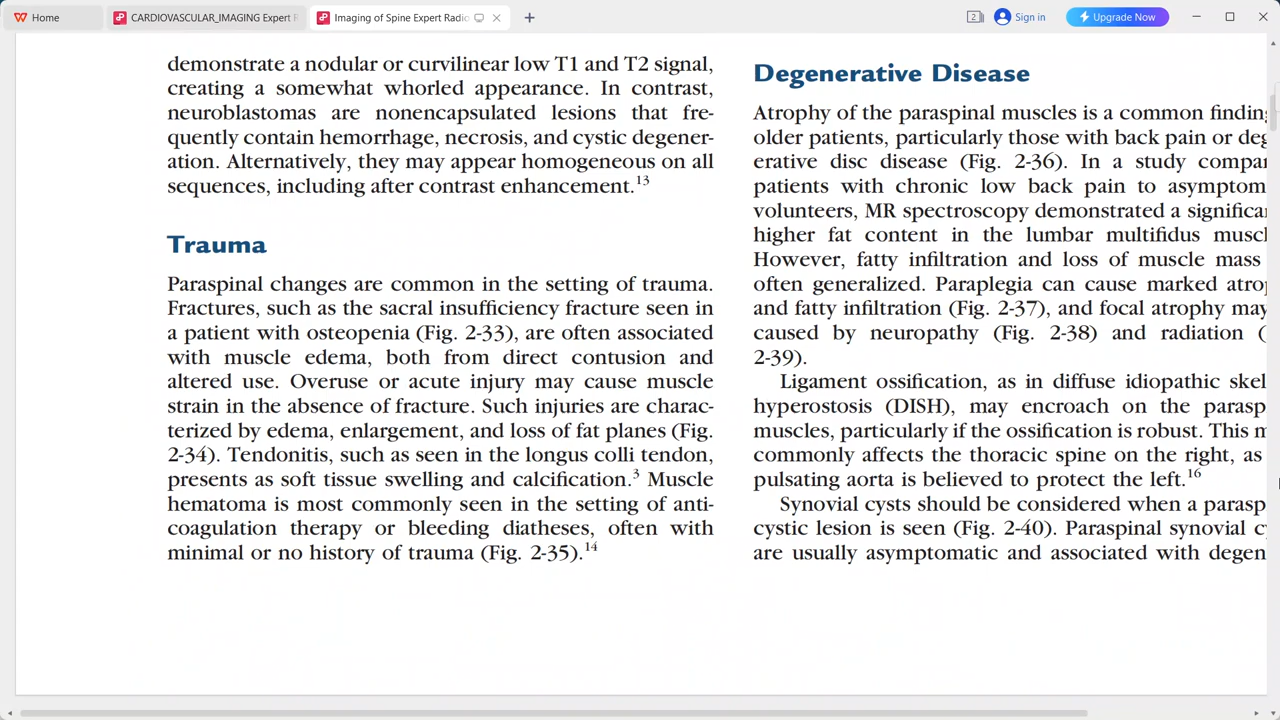 Home
CARDIOVASCULAR_IMAGING Expert R
Imaging of Spine Expert Radio
2
Sign in
Upgrade Now
demonstrate a nodular or curvilinear low T1 and T2 signal,
creating a somewhat whorled appearance. In contrast,
neuroblastomas are nonencapsulated lesions that fre-
quently contain hemorrhage, necrosis, and cystic degener-
ation. Alternatively, they may appear homogeneous on all
sequences, including after contrast enhancement.13
Trauma
Paraspinal changes are common in the setting of trauma.
Fractures, such as the sacral insufficiency fracture seen in
a patient with osteopenia (Fig. 2-33), are often associated
with muscle edema, both from direct contusion and
altered use. Overuse or acute injury may cause muscle
strain in the absence of fracture. Such injuries are charac-
terized by edema, enlargement, and loss of fat planes (Fig.
2-34). Tendonitis, such as seen in the longus colli tendon,
presents as soft tissue swelling and calcification.3 Muscle
hematoma is most commonly seen in the setting of anti-
coagulation therapy or bleeding diatheses, often with
minimal or no history of trauma (Fig. 2-35).14
Degenerative Disease
Atrophy of the paraspinal muscles is a common finding
older patients, particularly those with back pain or deg
erative disc disease (Fig. 2-36). In a study compa
patients with chronic low back pain to asymptom
volunteers, MR spectroscopy demonstrated a significa
higher fat content in the lumbar multifidus muscl
However, fatty infiltration and loss of muscle mass
often generalized. Paraplegia can cause marked atro
and fatty infiltration (Fig. 2-37), and focal atrophy may
caused by neuropathy (Fig. 2-38) and radiation (
2-39).
Ligament ossification, as in diffuse idiopathic skel
hyperostosis (DISH), may encroach on the parasp
muscles, particularly if the ossification is robust. This m
commonly affects the thoracic spine on the right, as
pulsating aorta is believed to protect the left.16
Synovial cysts should be considered when a parasp
cystic lesion is seen (Fig. 2-40). Paraspinal synovial cy
are usually asymptomatic and associated with degen